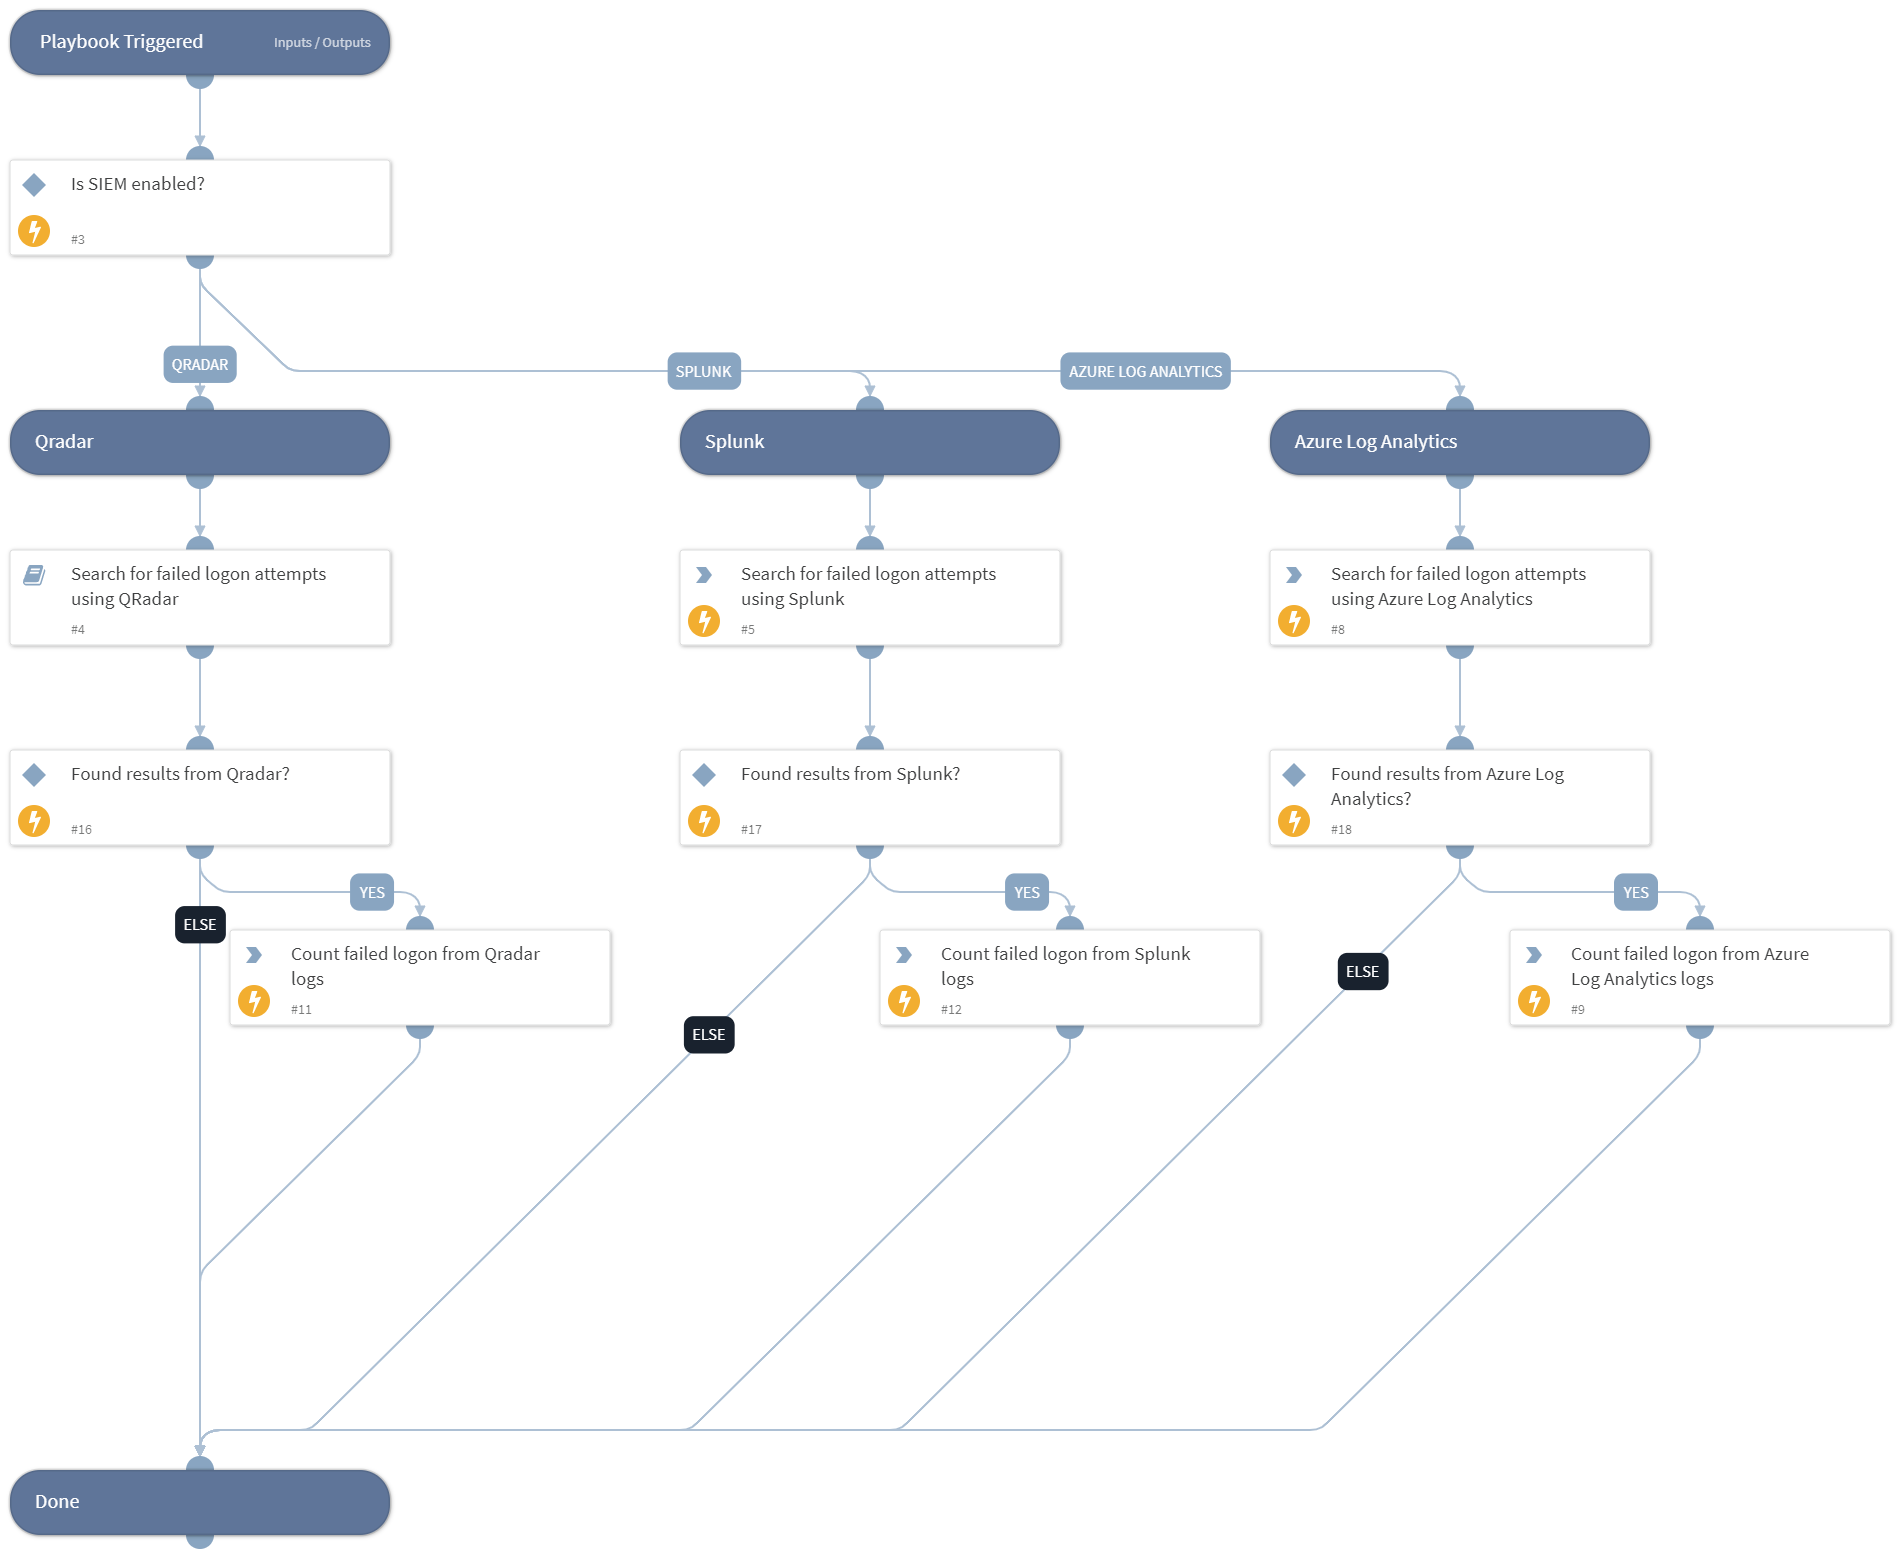 Playbook Triggered
Inputs / Outputs
Is SIEM enabled?
#3
QRADAR
SPLUNK
AZURE LOG ANALYTICS
Qradar
Splunk
Azure Log Analytics
Search for failed logon attempts
using QRadar
#4
Search for failed logon attempts
using Splunk
#5
Search for failed logon attempts
using Azure Log Analytics
#8
Found results from Qradar?
#16
Found results from Splunk?
#17
Found results from Azure Log
Analytics?
#18
YES
YES
YES
ELSE
Count failed logon from Qradar
logs
#11
Count failed logon from Splunk
logs
#12
ELSE
Count failed logon from Azure
Log Analytics logs
#9
ELSE
Done